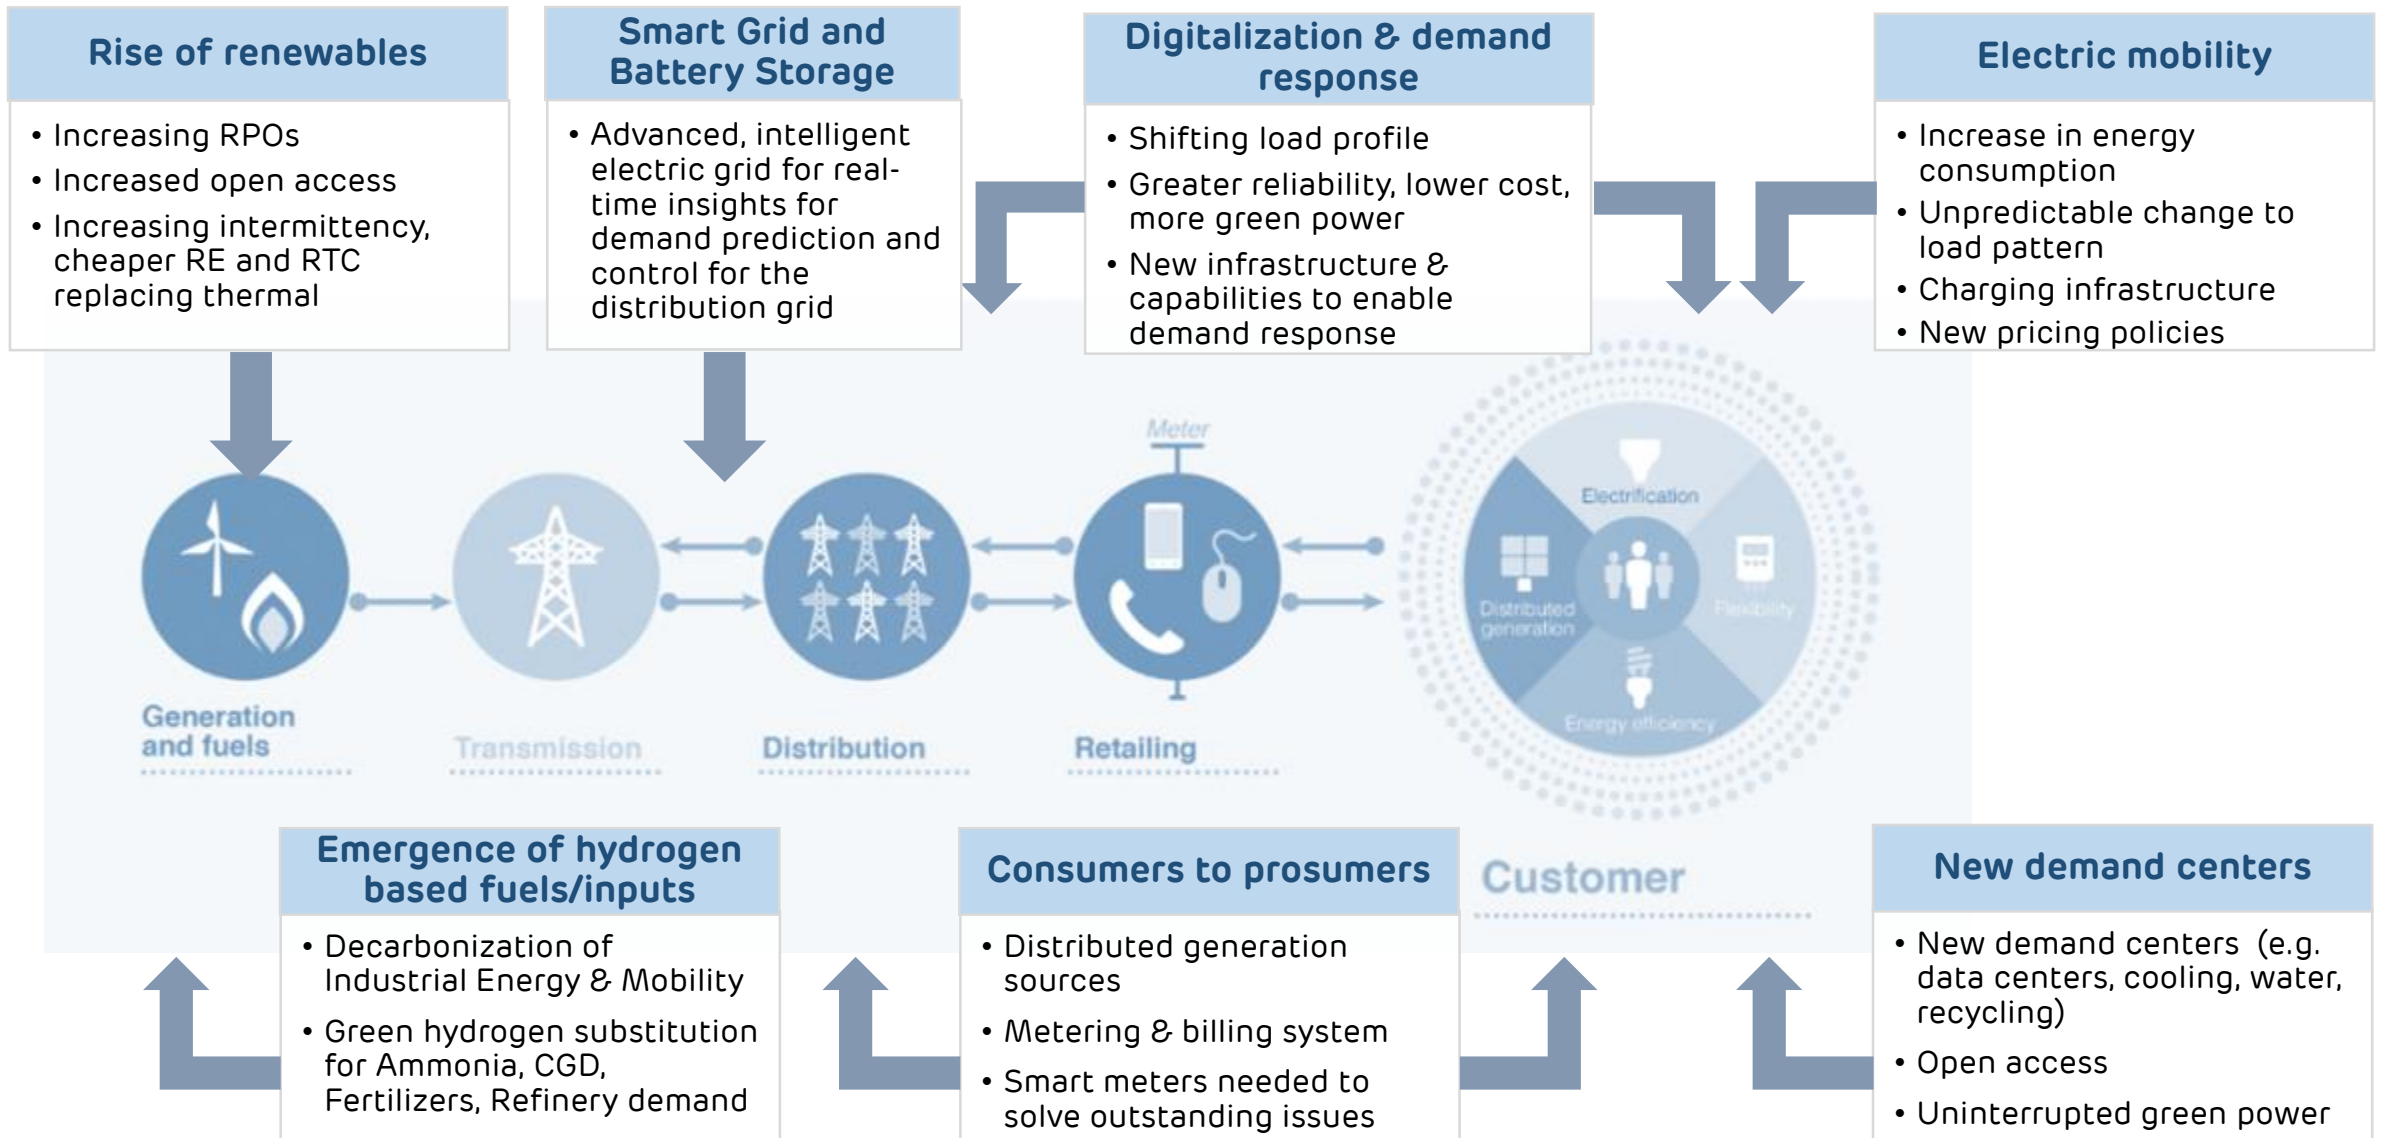 Rise of renewables
• Increasing RPOs
• Increased open access
• Increasing intermittency,
cheaper RE and RTC
replacing thermal
Smart Grid and
Battery Storage
• Advanced, intelligent
electric grid for real-
time insights for
demand prediction and
control for the
distribution grid
Digitalization & demand
response
• Shifting load profile
• Greater reliability, lower cost,
more green power
• New infrastructure &
capabilities to enable
demand response
Electric mobility
• Increase in energy
consumption
• Unpredictable change to
load pattern
• Charging infrastructure
• New pricing policies
Meter
Electrification
Distributed
generation
Flexibility
Energy efficiency
Generation
and fuels
Transmission
Distribution
Retailing
Customer
Emergence of hydrogen
based fuels/inputs
• Decarbonization of
Industrial Energy & Mobility
• Green hydrogen substitution
for Ammonia, CGD,
Fertilizers, Refinery demand
Consumers to prosumers
• Distributed generation
sources
• Metering & billing system
• Smart meters needed to
solve outstanding issues
New demand centers
• New demand centers (e.g.
data centers, cooling, water,
recycling)
• Open access
• Uninterrupted green power